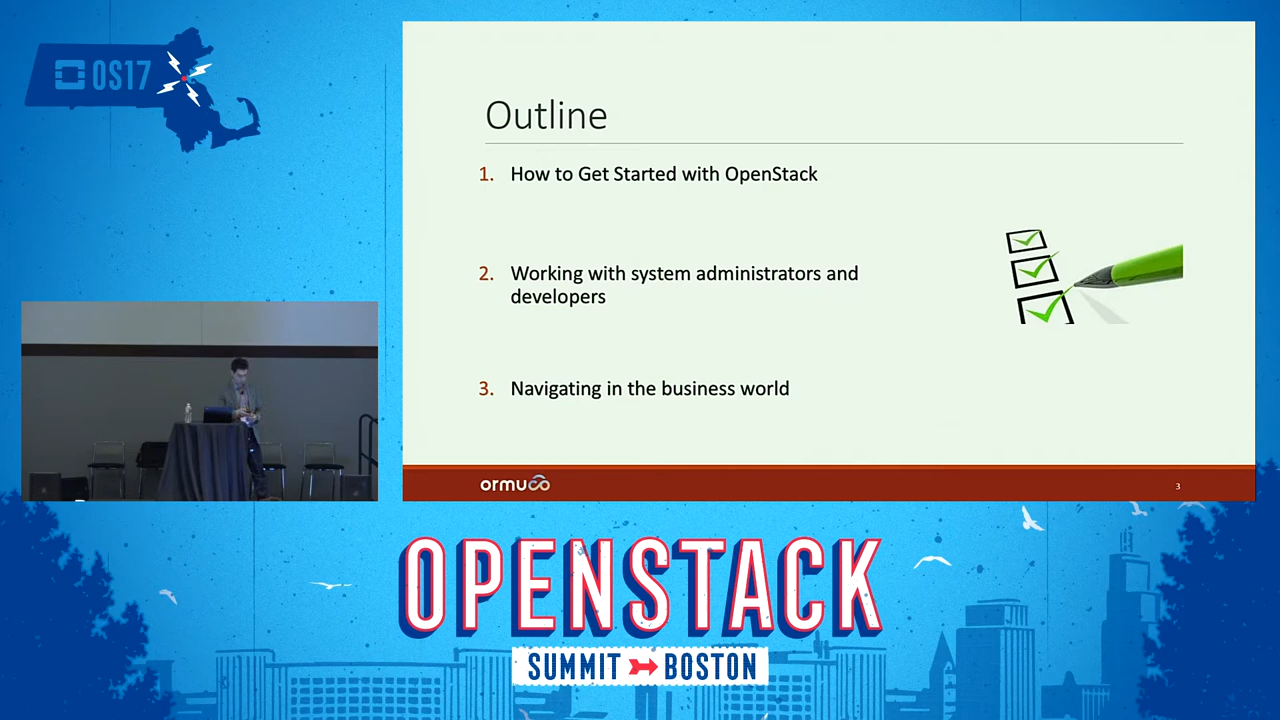 OS17
Outline
1. How to Get Started with OpenStack
2. Working with system administrators and
developers
3. Navigating in the business world
ormuco
3
OPENSTACK
SUMMIT BOSTON